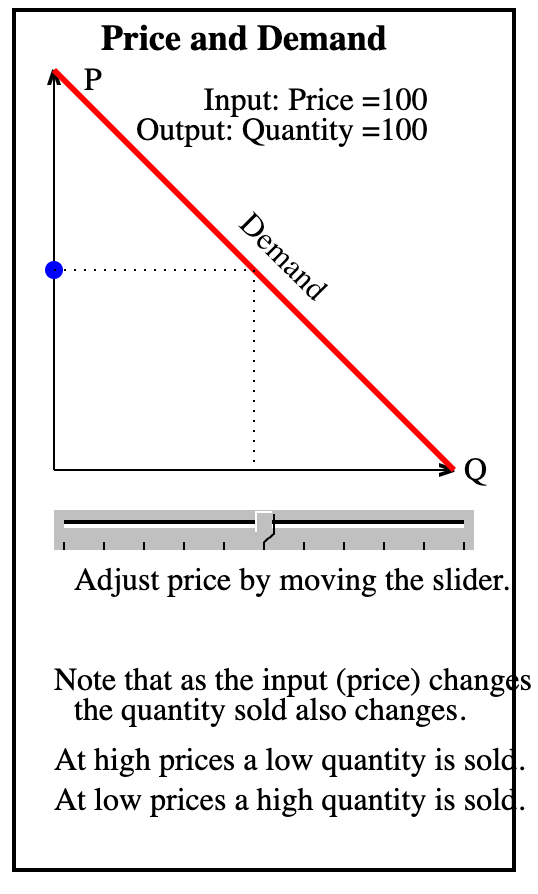 Price and Demand
P
Input: Price =100
Output: Quantity =100
Demand
Q
Adjust price by moving the slider.
Note that as the input (price) changes
the quantity sold also changes.
At high prices a low quantity is sold.
At low prices a high quantity is sold.